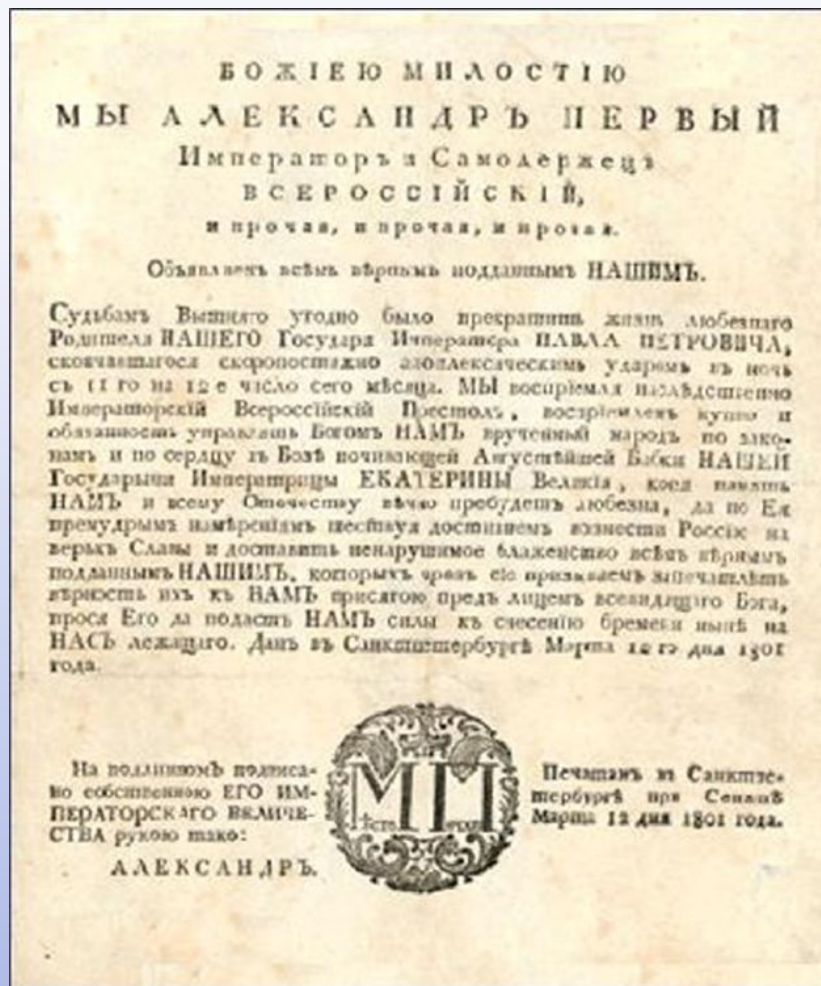 БОЖІЕЮ МИЛОСТІЮ
МЫ АЛЕКСАНДРЪ ПЕРВЫЙ
Императоръ и Самодержецъ
ВСЕРОССІЙСКІЙ,
и прочая, и прочая, и прочая.
Объявляемъ всѣмъ вѣрнымъ подданнымъ НАШИМЪ.
Судьбамъ Вышняго угодно было прекратить жизнь любезнаго
Родителя НАШЕГО Государя Императора ПАВЛА ПЕТРОВИЧА,
скончавшагося скоропостижно апоплексическимъ ударомъ въ ночь
съ 11 го на 12 е число сего мѣсяца. МЫ воспріемля наслѣдственно
Императорскій Всероссійскій Престолъ, воспріемлемъ купно и
обязанность управлять Богомъ НАМЪ врученный народъ по зако-
намъ и по сердцу въ Бозѣ почивающей Августѣйшей Бабки НАШЕЙ
Государыни Императрицы ЕКАТЕРИНЫ Великія, коея память
НАМЪ и всему Отечеству вѣчно пребудетъ любезна, да по Ея
премудрымъ намѣреніямъ шествуя достигнемъ вознести Россію на
верьхъ Славы и доставить ненарушимое блаженство всѣмъ вѣрнымъ
подданнымъ НАШИМЪ, которыхъ чрезъ сіе призываемъ запечатлѣть
вѣрность ихъ къ НАМЪ присягою предъ лицемъ всевидящаго Бога,
прося Его да подастъ НАМЪ силы къ снесенію бремени нынѣ на
НАСЪ лежащаго. Данъ въ Санктпетербургѣ Марта 12 го дня 1801
года.
На подлинномъ подписа-
но собственною ЕГО ИМ-
ПЕРАТОРСКАГО ВЕЛИЧЕ-
СТВА рукою тако:
АЛЕКСАНДРЪ.
МП
Печатанъ въ Санктпе-
тербургѣ при Сенатѣ
Марта 12 дня 1801 года.